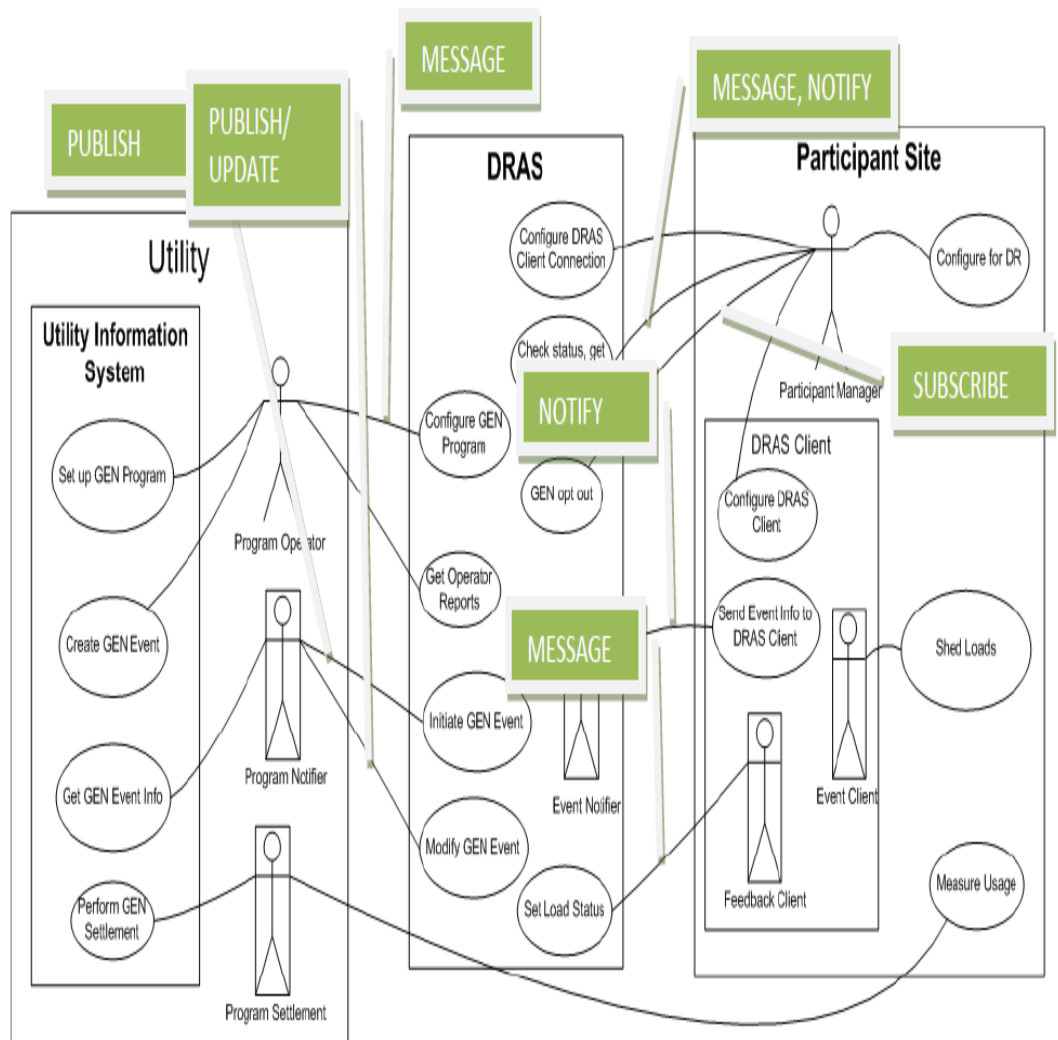 MESSAGE
MESSAGE, NOTIFY
PUBLISH
PUBLISH/
UPDATE
Utility
Utility Information
System
Set up GEN Program
Create GEN Event
Get GEN Event Info
Perform GEN
Settlement
Program Operator
Program Notifier
Program Settlement
DRAS
Configure DRAS
Client Connection
Check status, get
NOTIFY
Configure GEN
Program
GEN opt out
Get Operator
Reports
MESSAGE
Initiate GEN Event
Event Notifier
Modify GEN Event
Set Load Status
Participant Site
Configure for DR
Participant Manager
SUBSCRIBE
DRAS Client
Configure DRAS
Client
Send Event Info to
DRAS Client
Shed Loads
Event Client
Feedback Client
Measure Usage